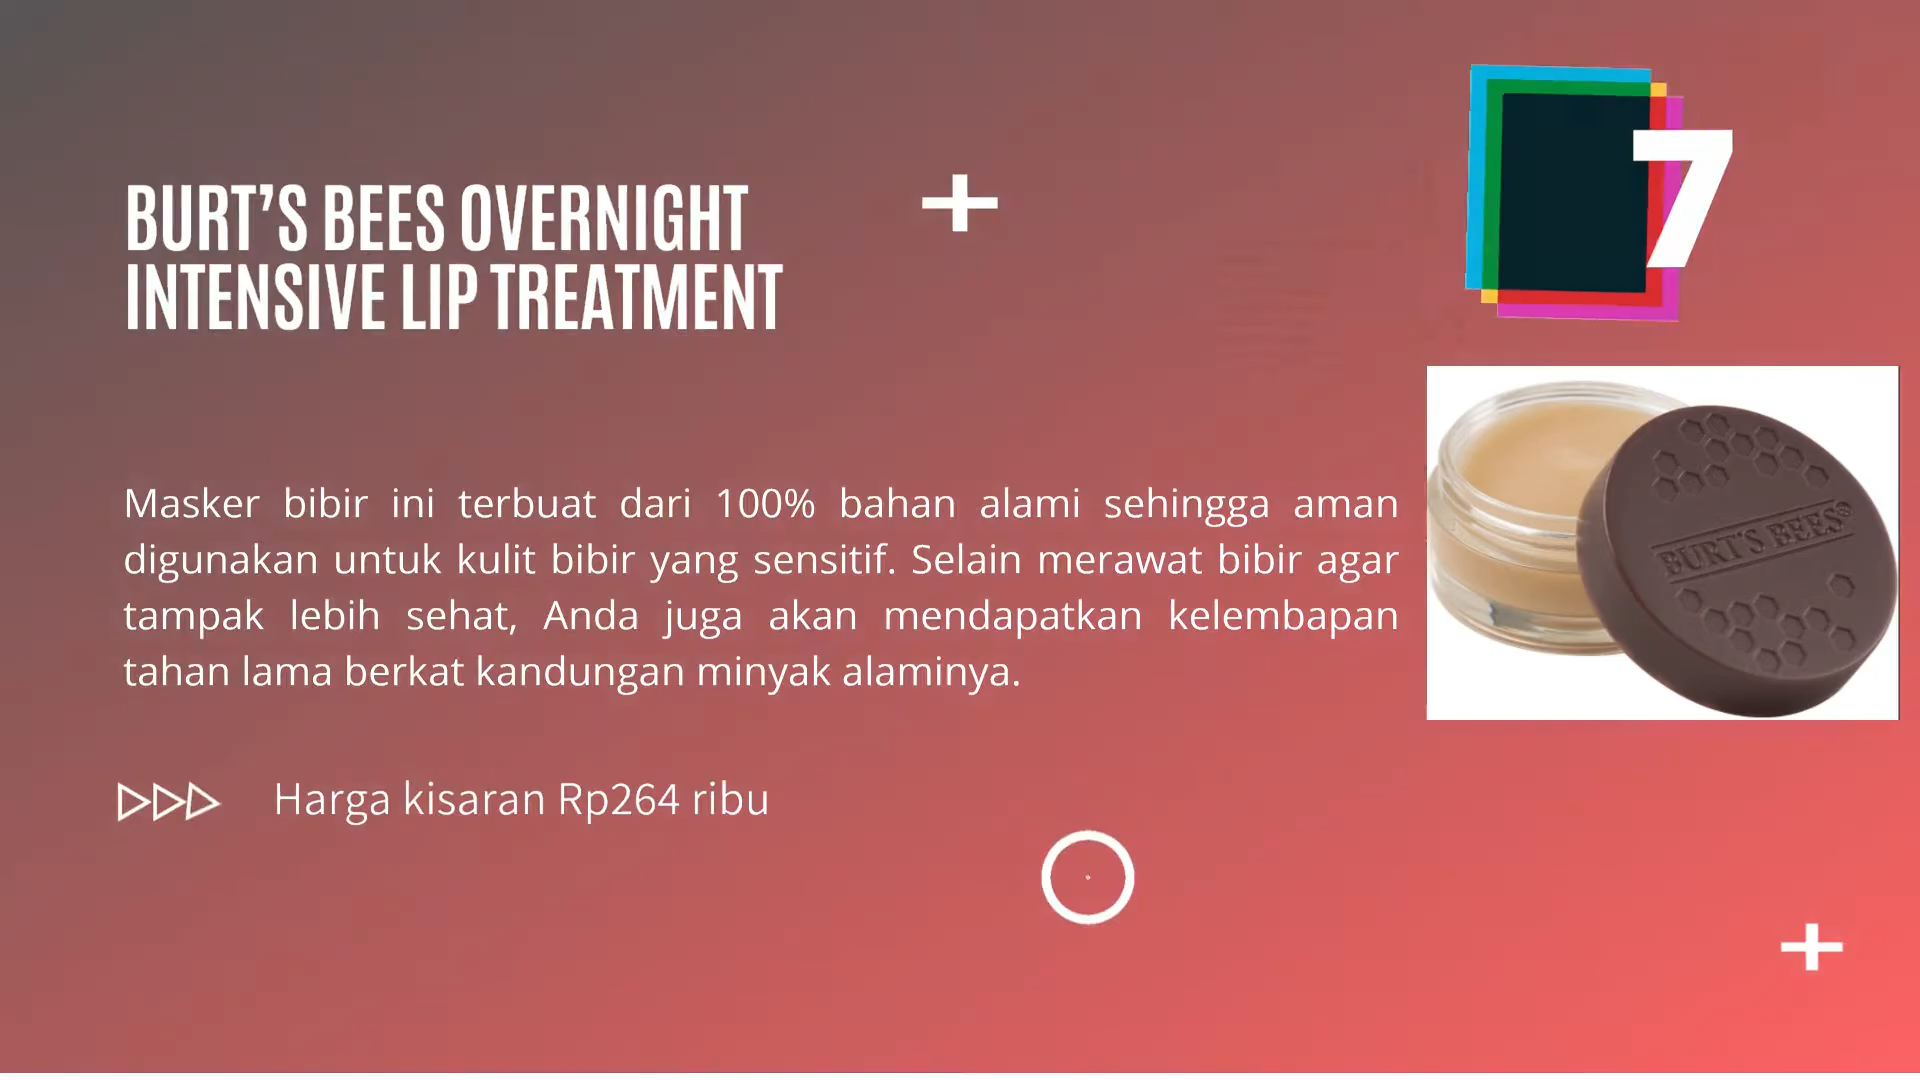 7
BURT’S BEES OVERNIGHT
INTENSIVE LIP TREATMENT
Masker bibir ini terbuat dari 100% bahan alami sehingga aman
digunakan untuk kulit bibir yang sensitif. Selain merawat bibir agar
tampak lebih sehat, Anda juga akan mendapatkan kelembapan
tahan lama berkat kandungan minyak alaminya.
BURT'S BEES®
Harga kisaran Rp264 ribu